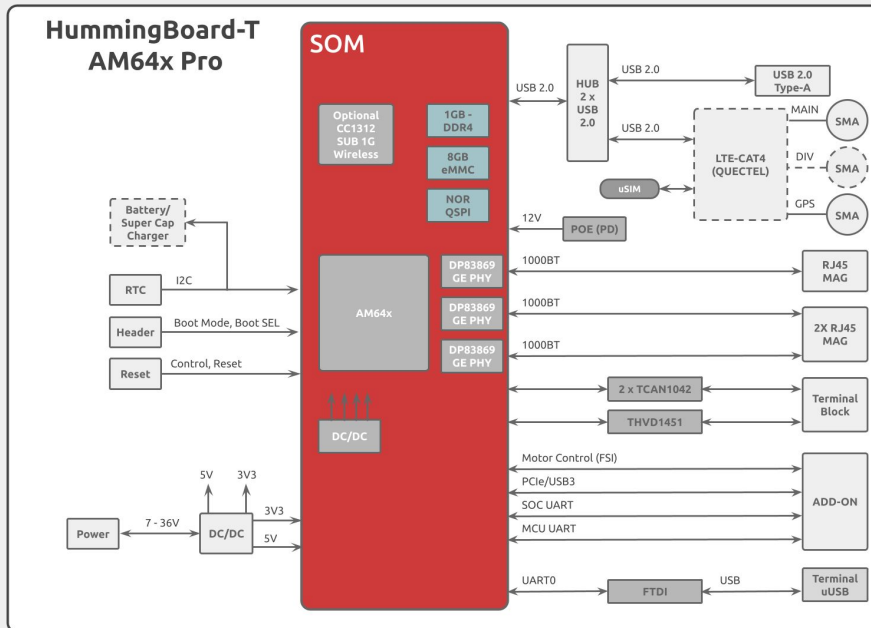 HummingBoard-T
AM64x Pro
SOM
Optional
CC1312
SUB 1G
Wireless
1GB -
DDR4
8GB
eMMC
NOR
QSPI
USB 2.0
HUB
2 x
USB
2.0
USB 2.0
USB 2.0
Type-A
USB 2.0
LTE-CAT4
(QUECTEL)
MAIN
SMA
DIV
SMA
GPS
SMA
uSIM
12V
POE (PD)
Battery/
Super Cap
Charger
RTC
I2C
Header
Boot Mode, Boot SEL
Reset
Control, Reset
AM64x
DP83869
GE PHY
DP83869
GE PHY
DP83869
GE PHY
1000BT
RJ45
MAG
1000BT
1000BT
2X RJ45
MAG
2 x TCAN1042
THVD1451
Terminal
Block
DC/DC
Motor Control (FSI)
PCIe/USB3
SOC UART
MCU UART
ADD-ON
Power
7 - 36V
5V
3V3
DC/DC
3V3
5V
UART0
FTDI
USB
Terminal
uUSB